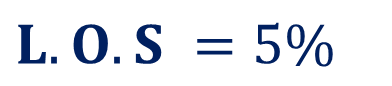 L. O. S = 5%